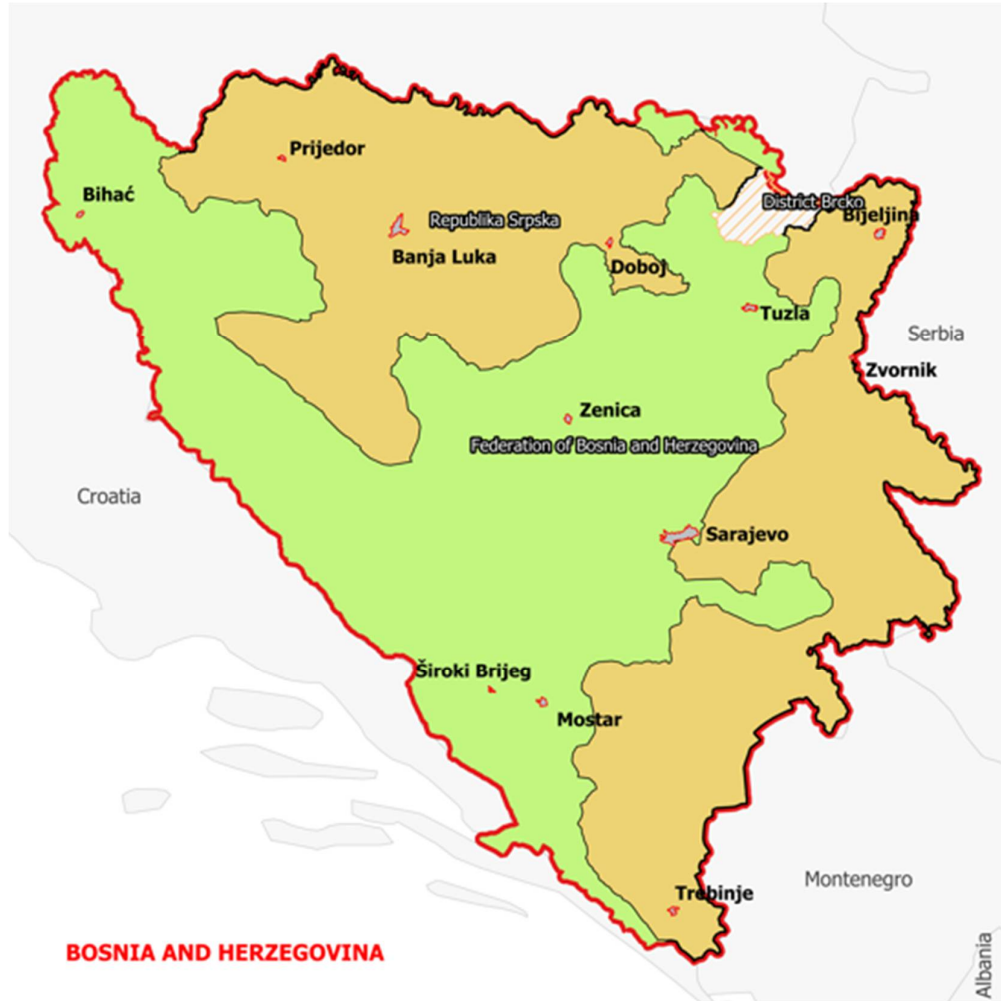 Prijedor
Bihać
District Brcko
Bijeljina
Republika Srpska
Banja Luka
Doboj
Tuzla
Serbia
Zvornik
Zenica
Federation of Bosnia and Herzegovina
Croatia
Sarajevo
Široki Brijeg
Mostar
Montenegro
Trebinje
BOSNIA AND HERZEGOVINA
Albania